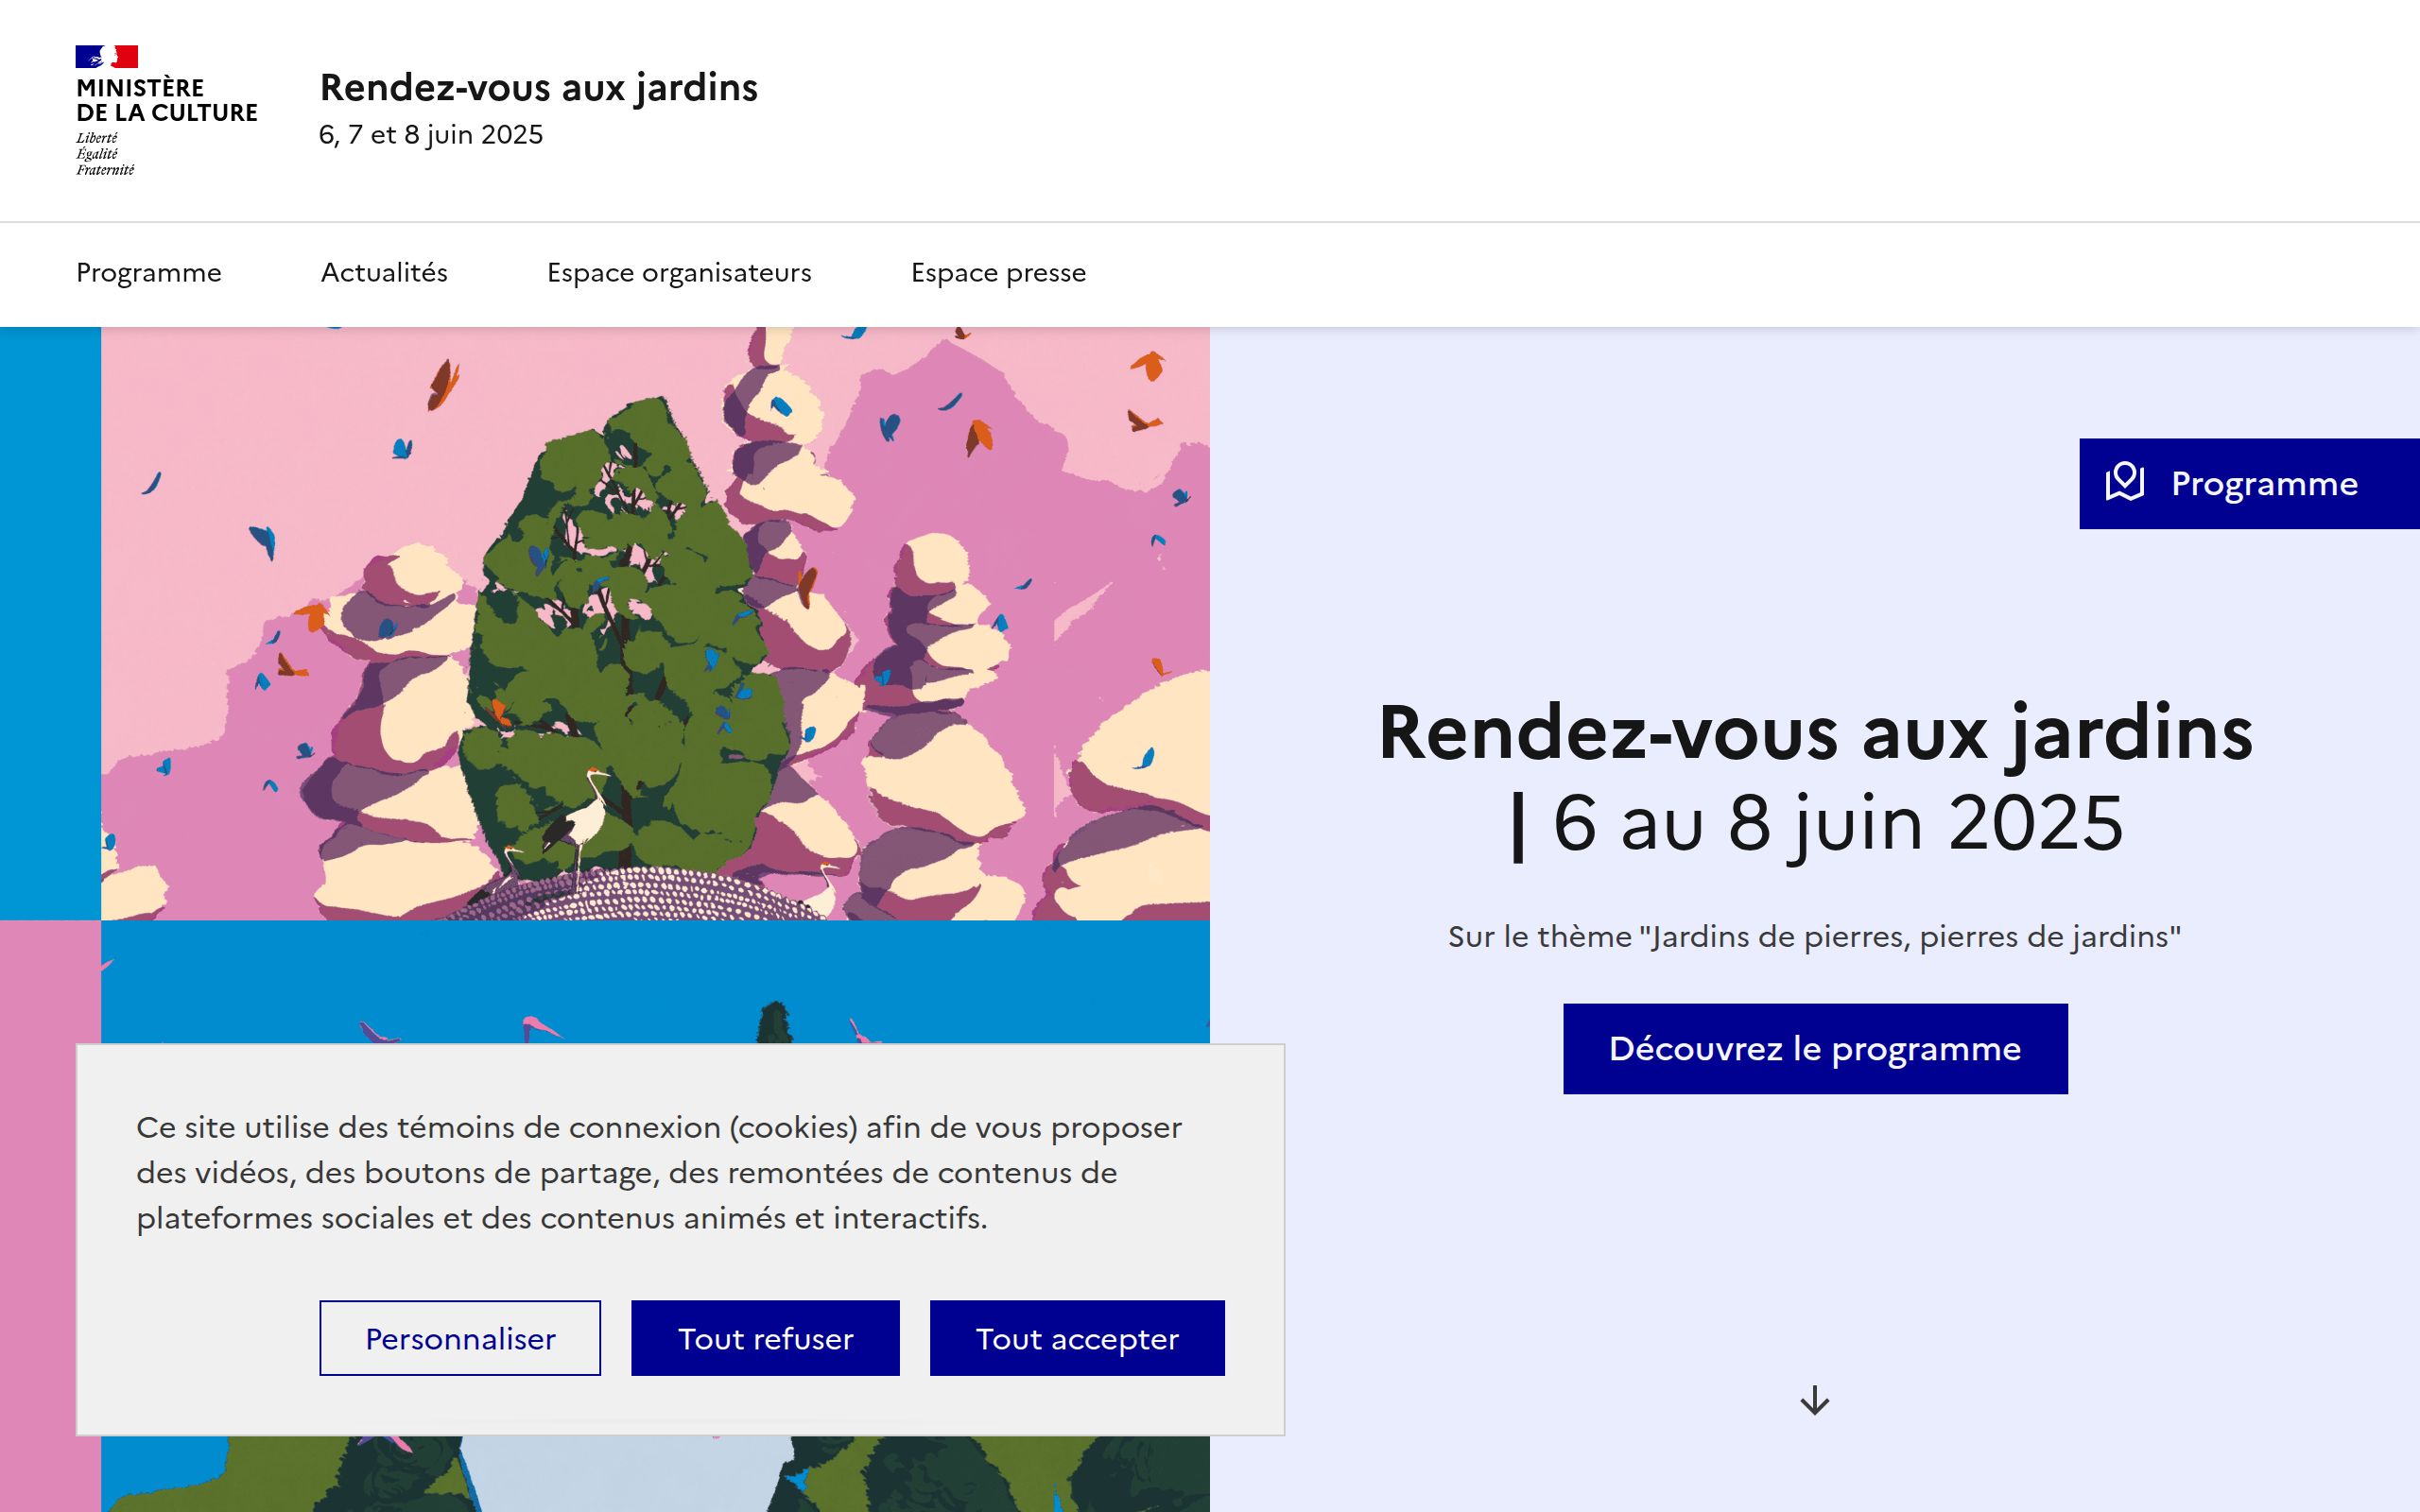 MINISTÈRE
DE LA CULTURE
Liberté
Égalité
Fraternité
Rendez-vous aux jardins
6, 7 et 8 juin 2025
Programme
Actualités
Espace organisateurs
Espace presse
Programme
Rendez-vous aux jardins
| 6 au 8 juin 2025
Sur le thème "Jardins de pierres, pierres de jardins"
Découvrez le programme
Ce site utilise des témoins de connexion (cookies) afin de vous proposer
des vidéos, des boutons de partage, des remontées de contenus de
plateformes sociales et des contenus animés et interactifs.
Personnaliser
Tout refuser
Tout accepter